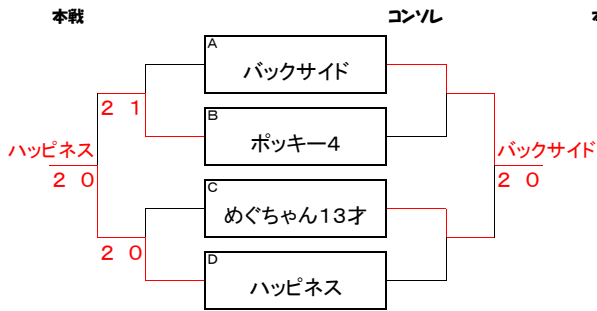 本戦
コンソレ
A
バックサイド
２ １
B
ポッキー４
ハッピネス
２ ０
バックサイド
２ ０
C
めぐちゃん１３才
２ ０
D
ハッピネス